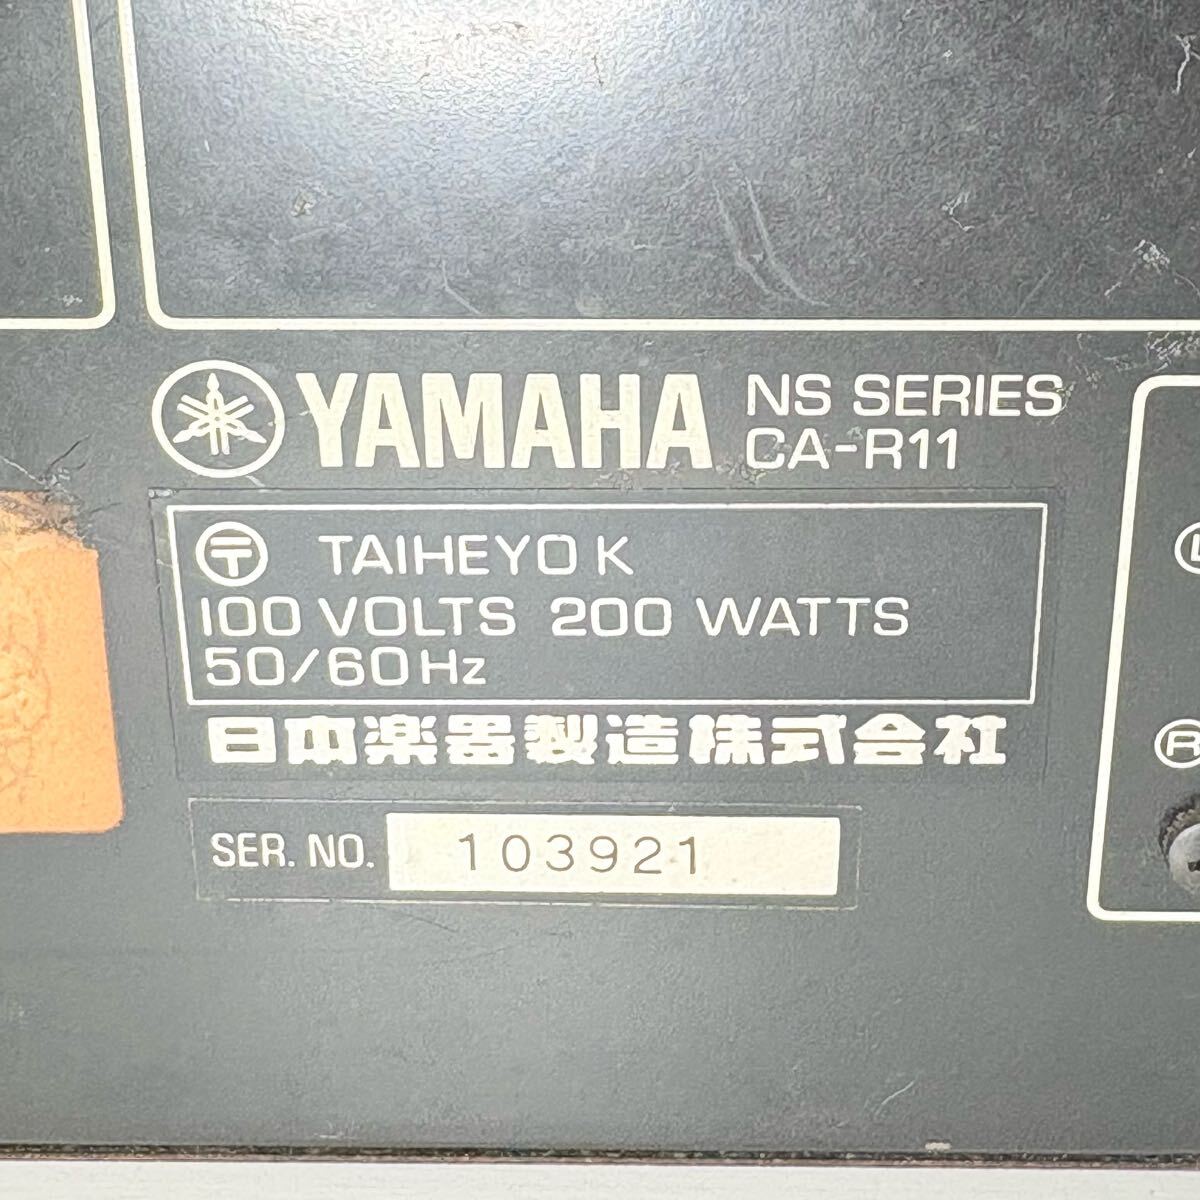 YAMAHA NS SERIES
CA-R11
〒 TAIHEYO K
100 VOLTS 200 WATTS
50/60Hz
日本楽器製造株式会社
SER. NO. 103921
L
R